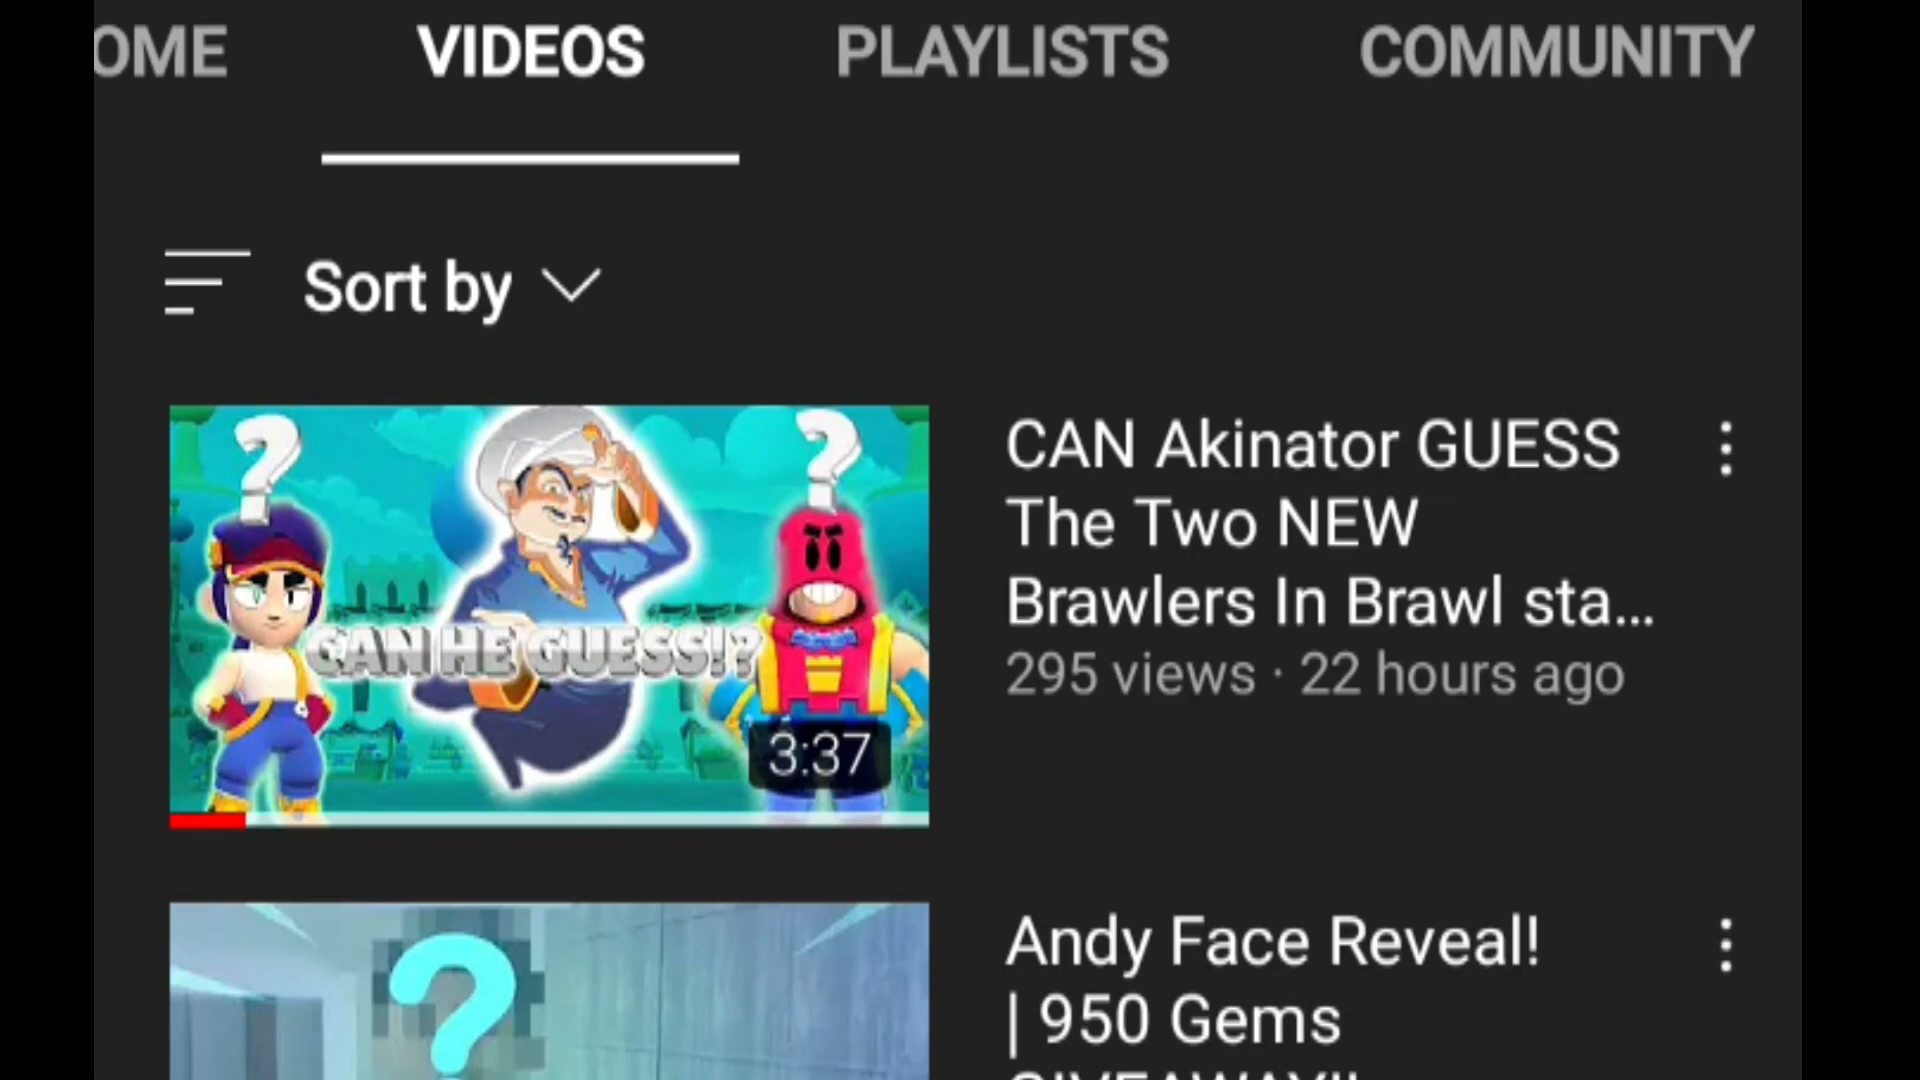 OME VIDEOS PLAYLISTS COMMUNITY
Sort by
?
?
CAN HE GUESS!?
3:37
CAN Akinator GUESS
The Two NEW
Brawlers In Brawl sta...
295 views · 22 hours ago
?
Andy Face Reveal!
| 950 Gems
GIVEAWAY!!